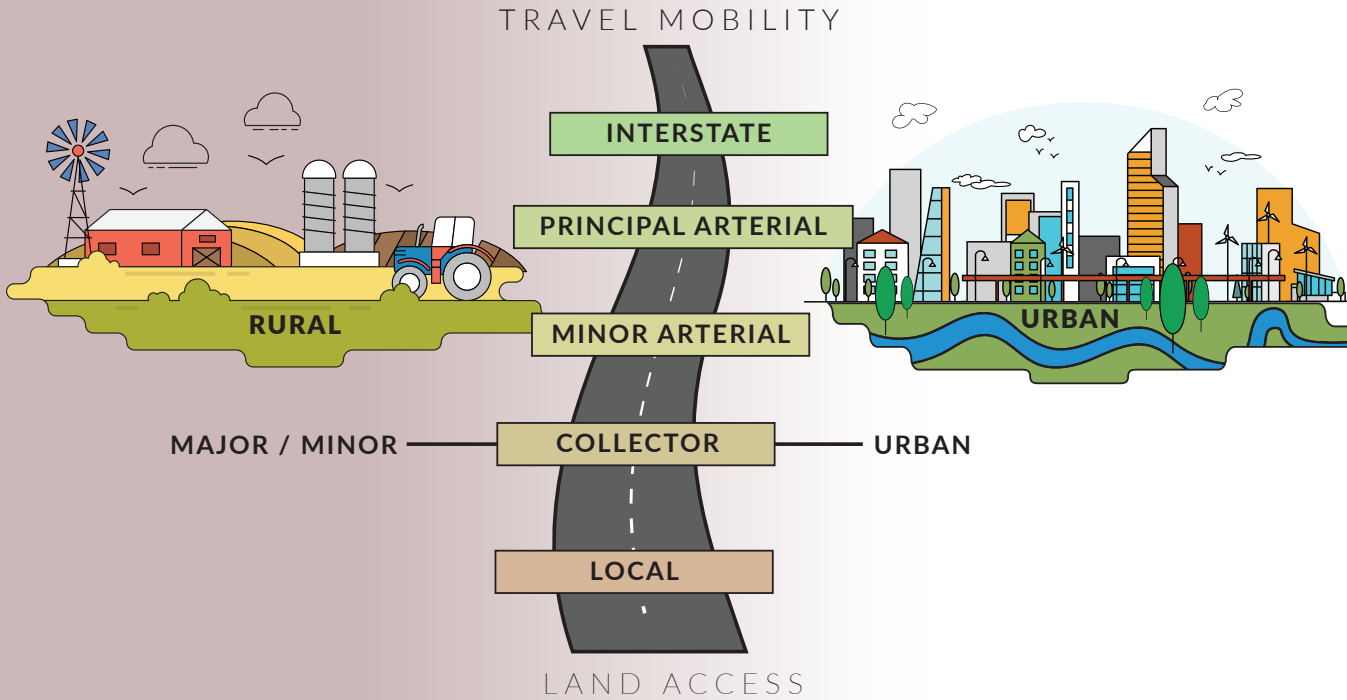 TRAVEL MOBILITY
INTERSTATE
PRINCIPAL ARTERIAL
RURAL
URBAN
MINOR ARTERIAL
MAJOR / MINOR
COLLECTOR
URBAN
LOCAL
LAND ACCESS